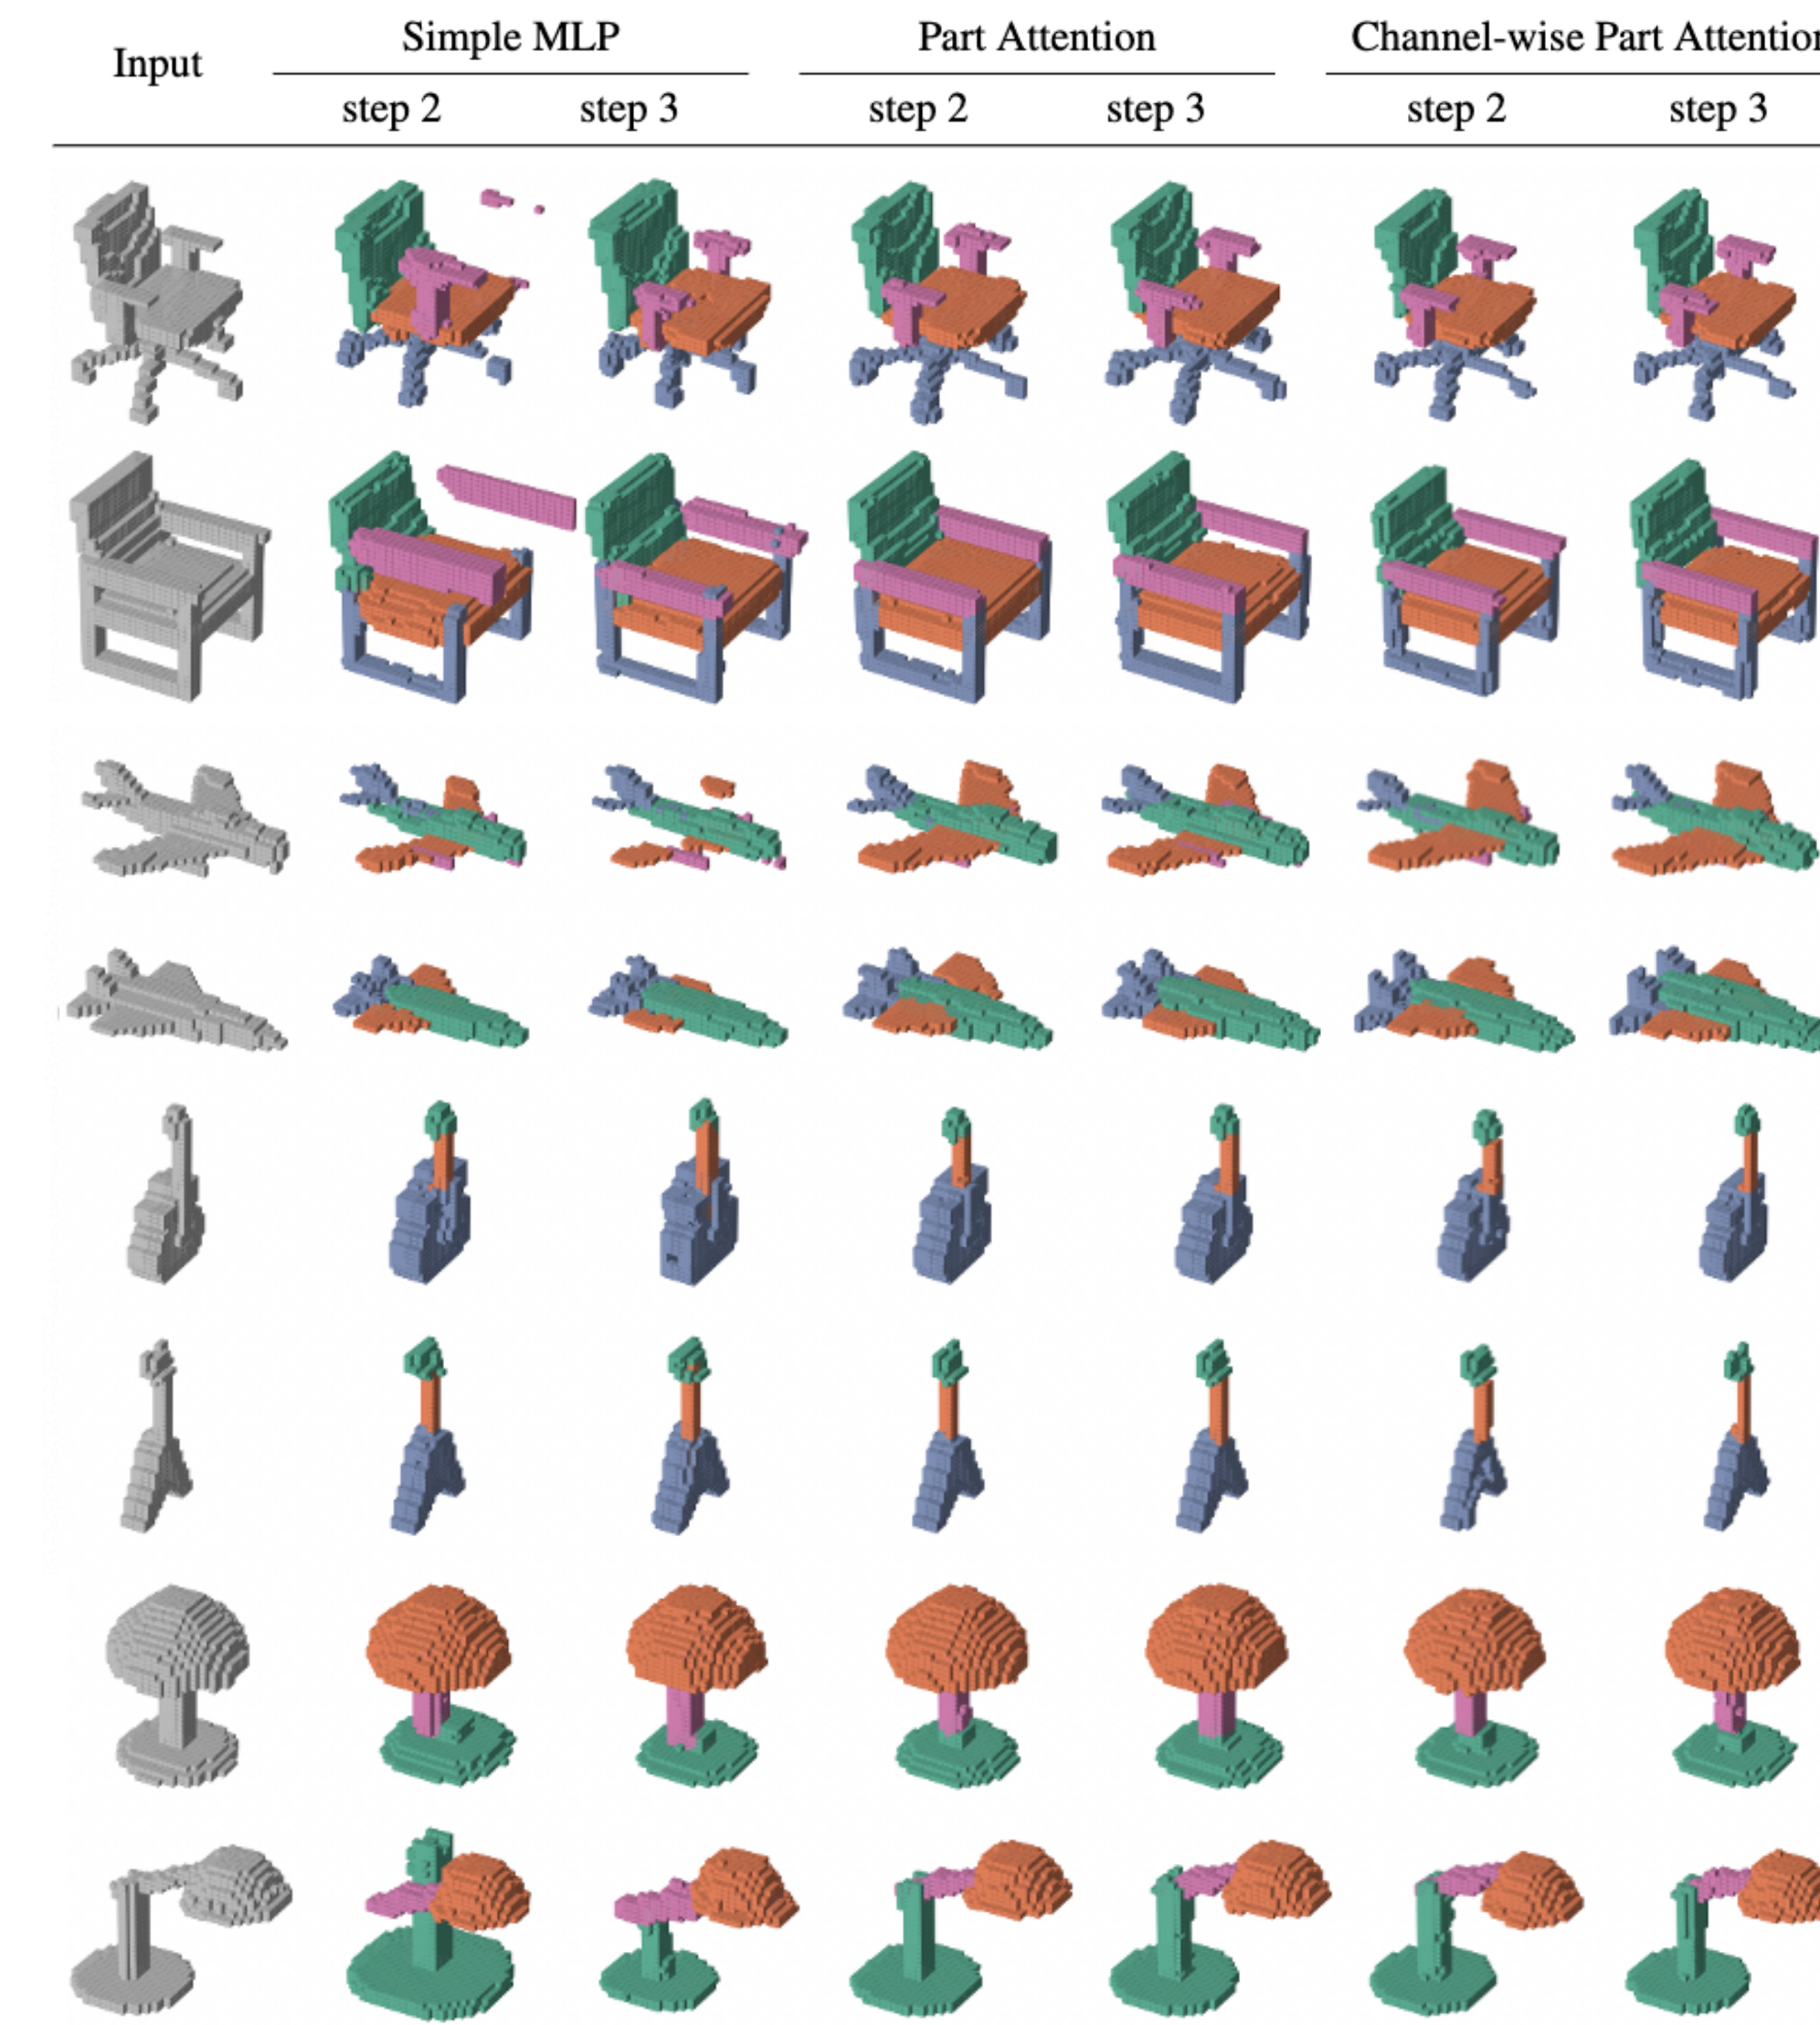 Input Simple MLP Part Attention Channel-wise Part Attention
step 2 step 3 step 2 step 3 step 2 step 3